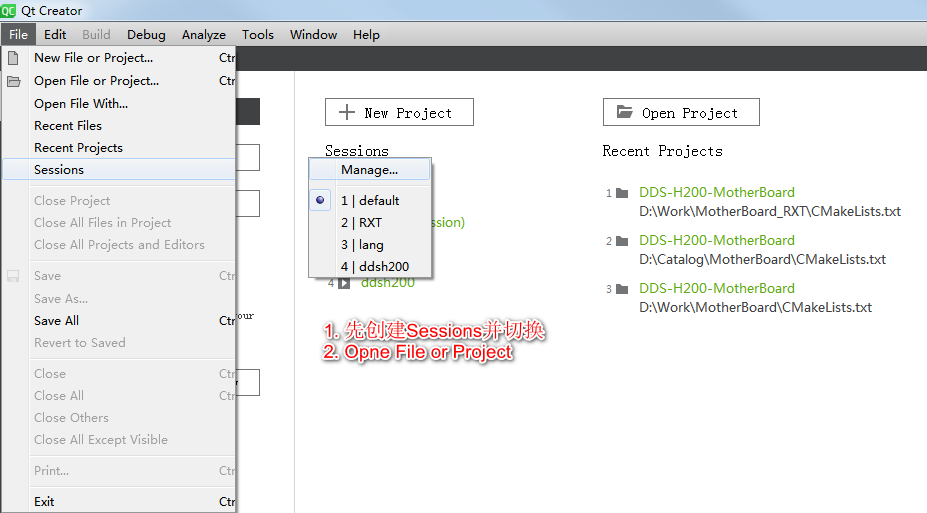 Qt Creator
File Edit Build Debug Analyze Tools Window Help
New File or Project... Ctr
Open File or Project... Ctr
Open File With...
Recent Files
Recent Projects
Sessions
Close Project
Close All Files in Project
Close All Projects and Editors
Save Ctr
Save As...
Save All Ctr
Revert to Saved
Close Ctr
Close All Ctr
Close Others
Close All Except Visible
Print... Ctr
Exit Ctr
your
New Project
Sessions
Manage...
1 | default
2 | RXT
3 | lang
4 | ddsh200
ssion)
4 ddsh200
1. 先创建Sessions并切换
2. Opne File or Project
Open Project
Recent Projects
1 DDS-H200-MotherBoard
D:\Work\MotherBoard_RXT\CMakeLists.txt
2 DDS-H200-MotherBoard
D:\Catalog\MotherBoard\CMakeLists.txt
3 DDS-H200-MotherBoard
D:\Work\MotherBoard\CMakeLists.txt